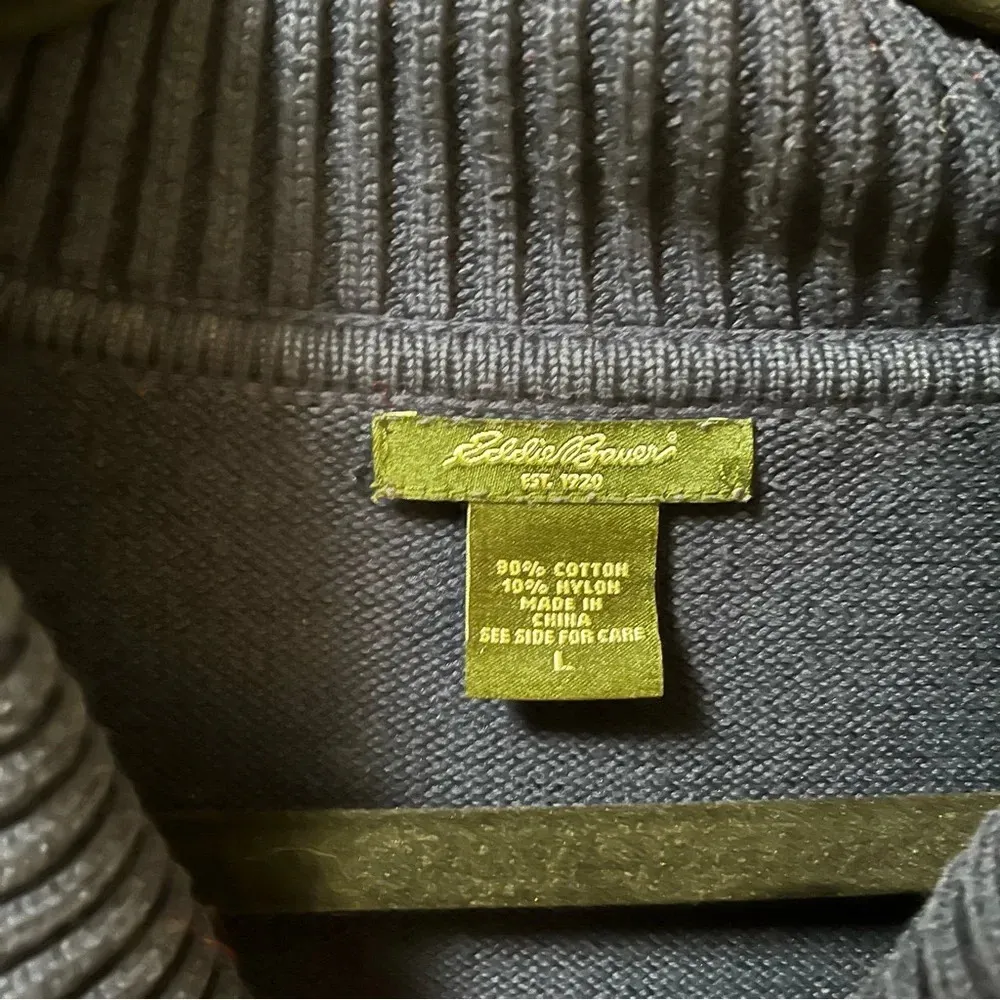 Eddie Bauer®
EST. 1920
90% COTTON
10% NYLON
MADE IN
CHINA
SEE SIDE FOR CARE
L